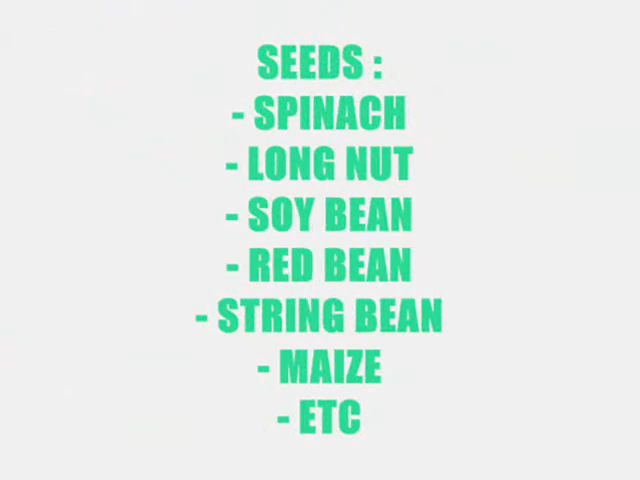 SEEDS :
- SPINACH
- LONG NUT
- SOY BEAN
- RED BEAN
- STRING BEAN
- MAIZE
- ETC